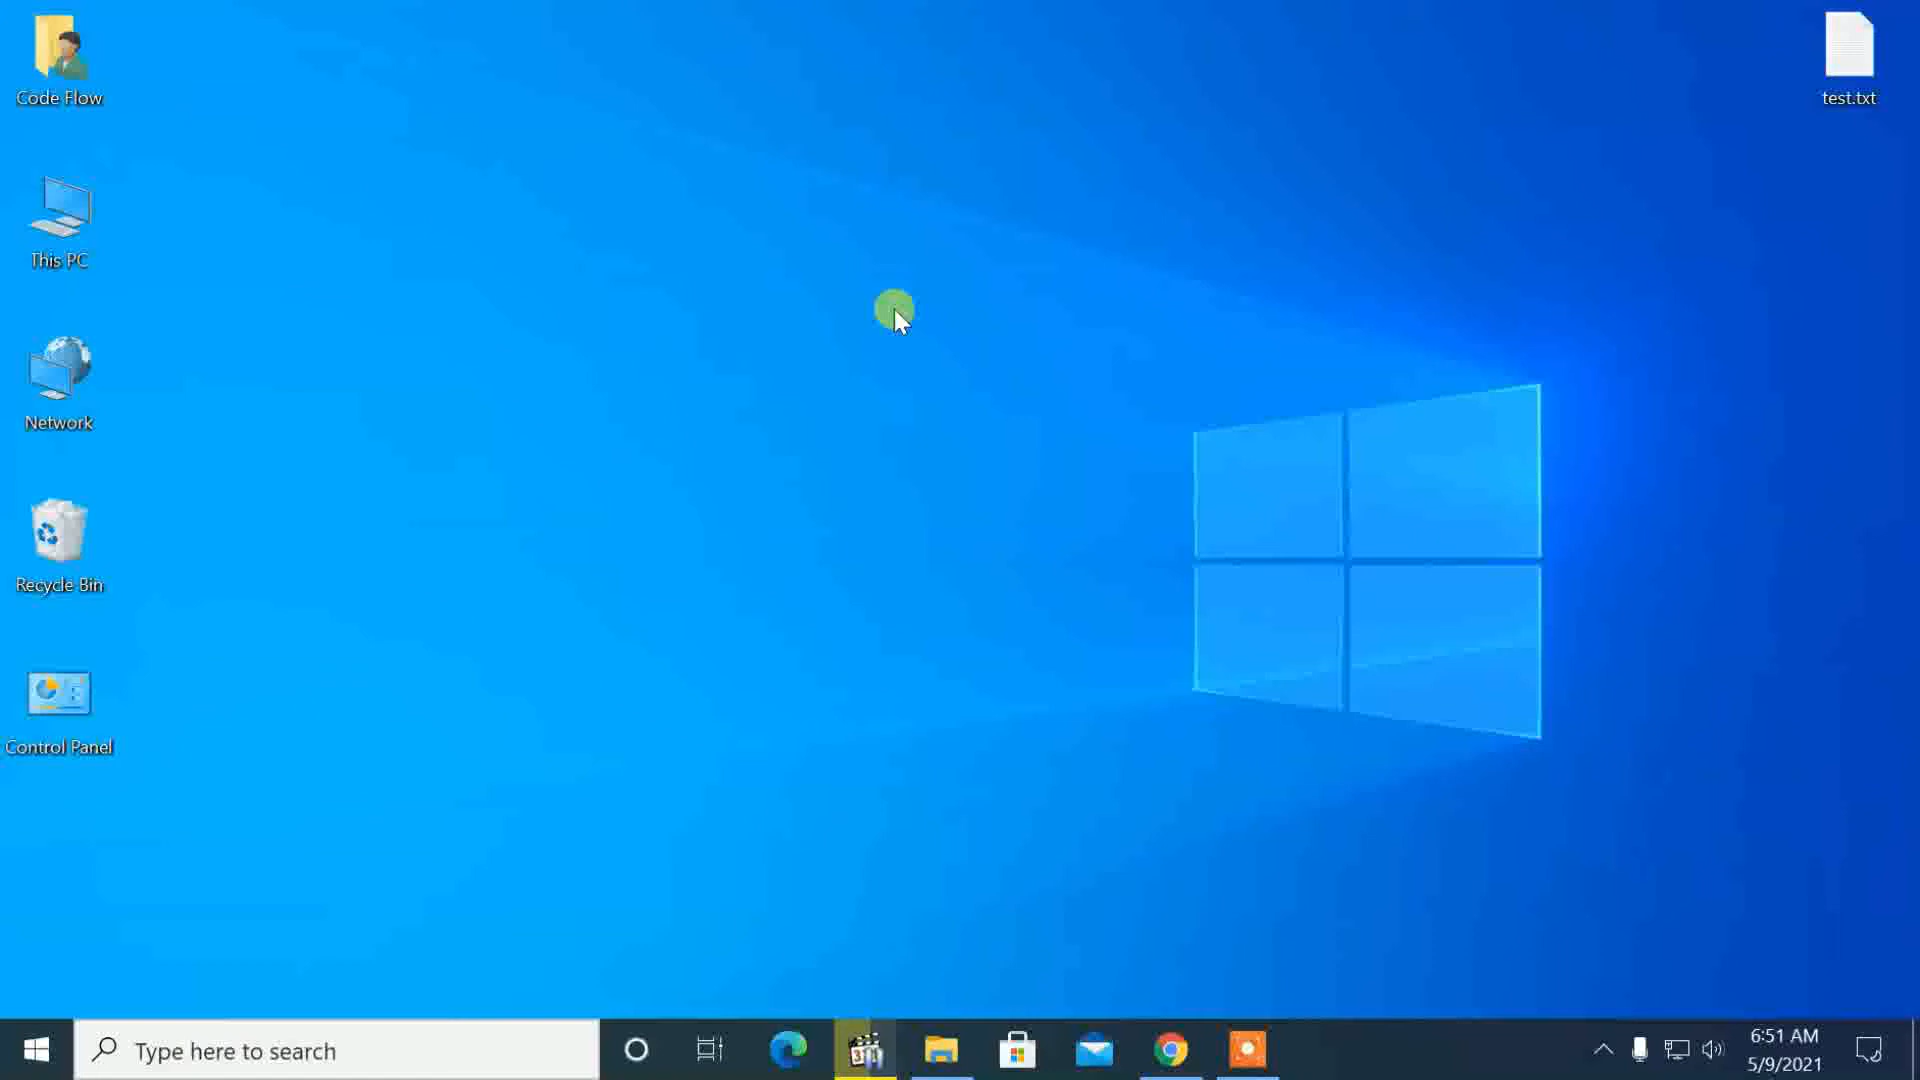 Code Flow
test.txt
This PC
Network
Recycle Bin
Control Panel
Type here to search
6:51 AM
5/9/2021